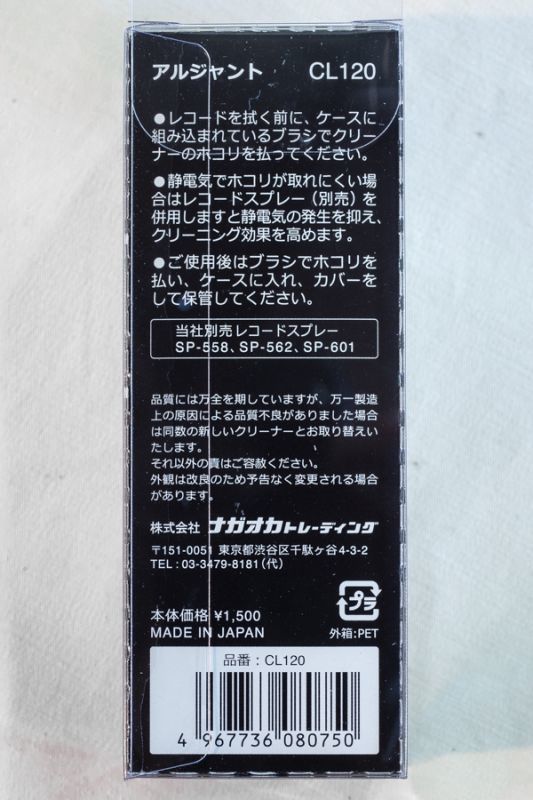 アルジャント CL120
●レコードを拭く前に、ケースに
組み込まれているブラシでクリー
ナーのホコリを払ってください。
●静電気でホコリが取れにくい場
合はレコードスプレー(別売)を
併用しますと静電気の発生を抑え、
クリーニング効果を高めます。
●ご使用後はブラシでホコリを
払い、ケースに入れ、カバーを
をして保管してください。
当社別売レコードスプレー
SP-558、SP-562、SP-601
品質には万全を期していますが、万一製造
上の原因による品質不良がありました場合
は同数の新しいクリーナーとお取り替えい
たします。
それ以外の責はご容赦ください。
外観は改良のため予告なく変更される場合
があります。
株式会社 ナガオカトレーディング
〒151-0051 東京都渋谷区千駄ヶ谷4-3-2
TEL : 03-3479-8181(代)
プラ
本体価格 ¥1,500
MADE IN JAPAN 外箱:PET
品番 : CL120
4 967736 080750